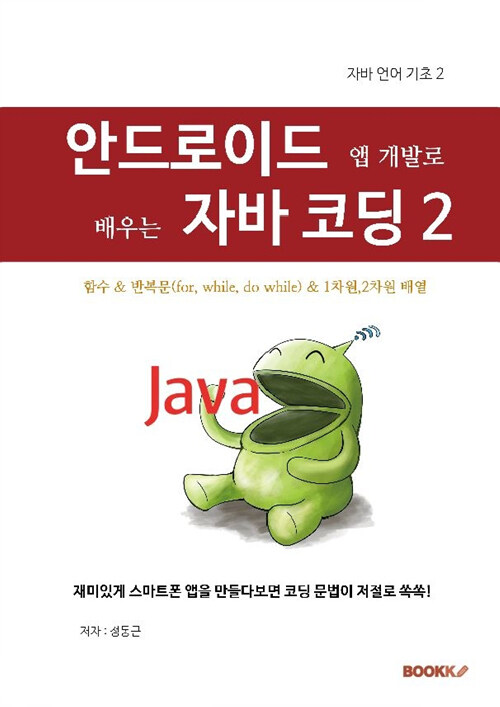 자바 언어 기초 2
안드로이드 앱 개발로
배우는 자바 코딩 2
함수 & 반복문(for, while, do while) & 1차원,2차원 배열
Java
재미있게 스마트폰 앱을 만들다보면 코딩 문법이 저절로 쏙쏙!
저자 : 성동근
BOOKK